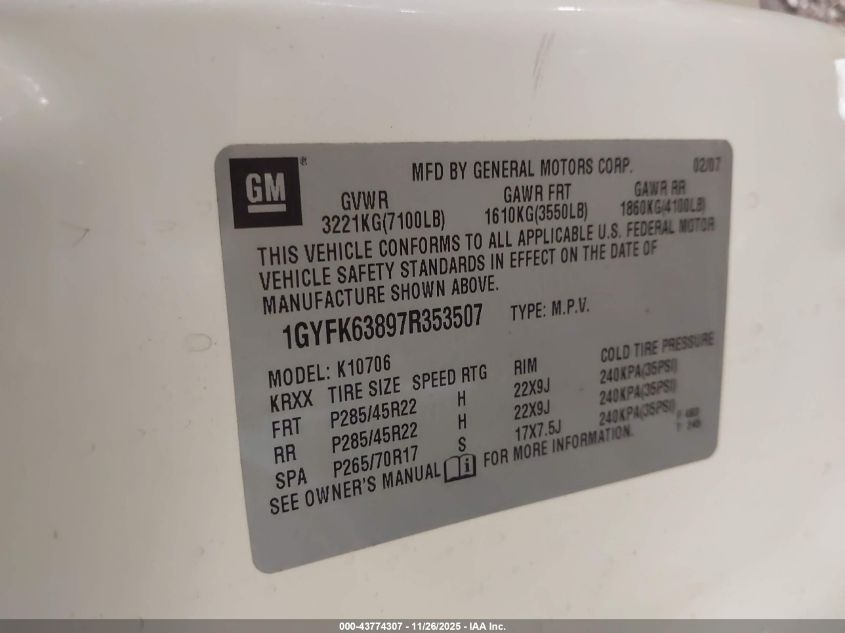 GM
MFD BY GENERAL MOTORS CORP. 02/07
GVWR GAWR FRT GAWR RR
3221KG(7100LB) 1610KG(3550LB) 1860KG(4100LB)
THIS VEHICLE CONFORMS TO ALL APPLICABLE U.S. FEDERAL MOTOR
VEHICLE SAFETY STANDARDS IN EFFECT ON THE DATE OF
MANUFACTURE SHOWN ABOVE.
1GYFK63897R353507 TYPE: M.P.V.
MODEL: K10706
KRXX TIRE SIZE SPEED RTG RIM COLD TIRE PRESSURE
FRT P285/45R22 H 22X9J 240KPA(35PSI)
RR P285/45R22 H 22X9J 240KPA(35PSI)
SPA P265/70R17 S 17X7.5J 240KPA(35PSI)
SEE OWNER'S MANUAL FOR MORE INFORMATION.
000-43774307 - 11/26/2025 - IAA Inc.